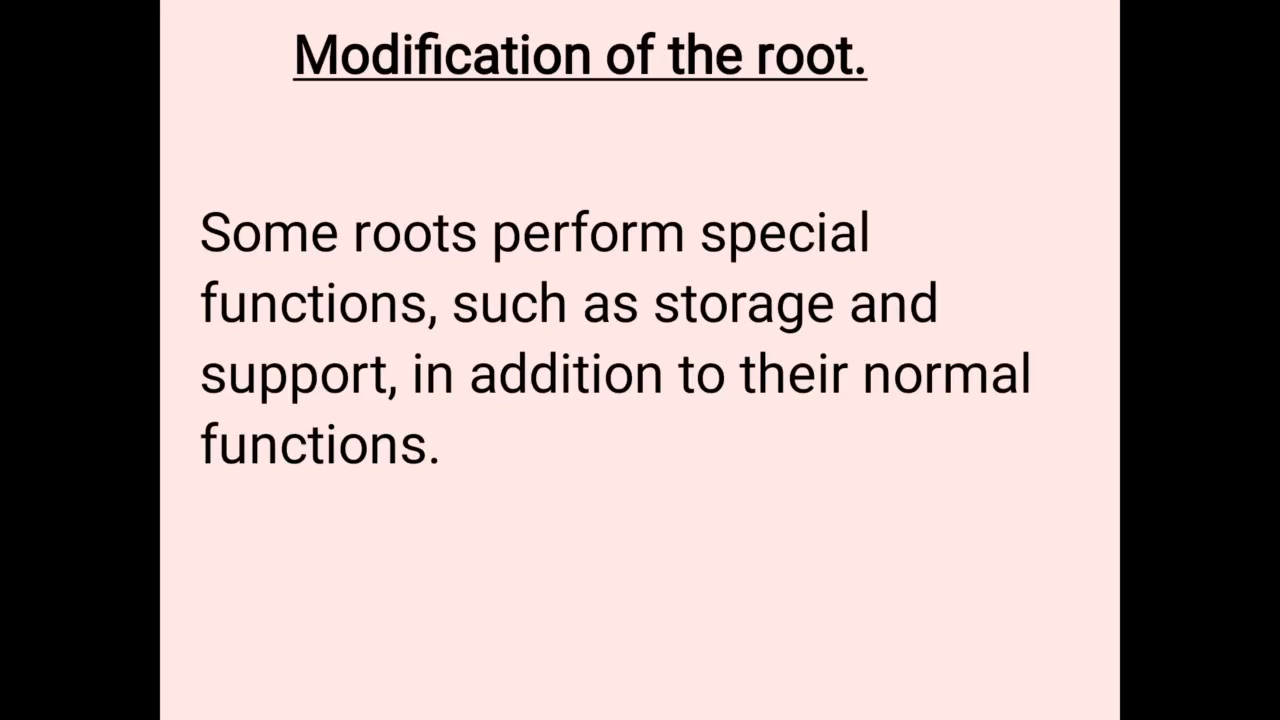 Modification of the root.
Some roots perform special
functions, such as storage and
support, in addition to their normal
functions.